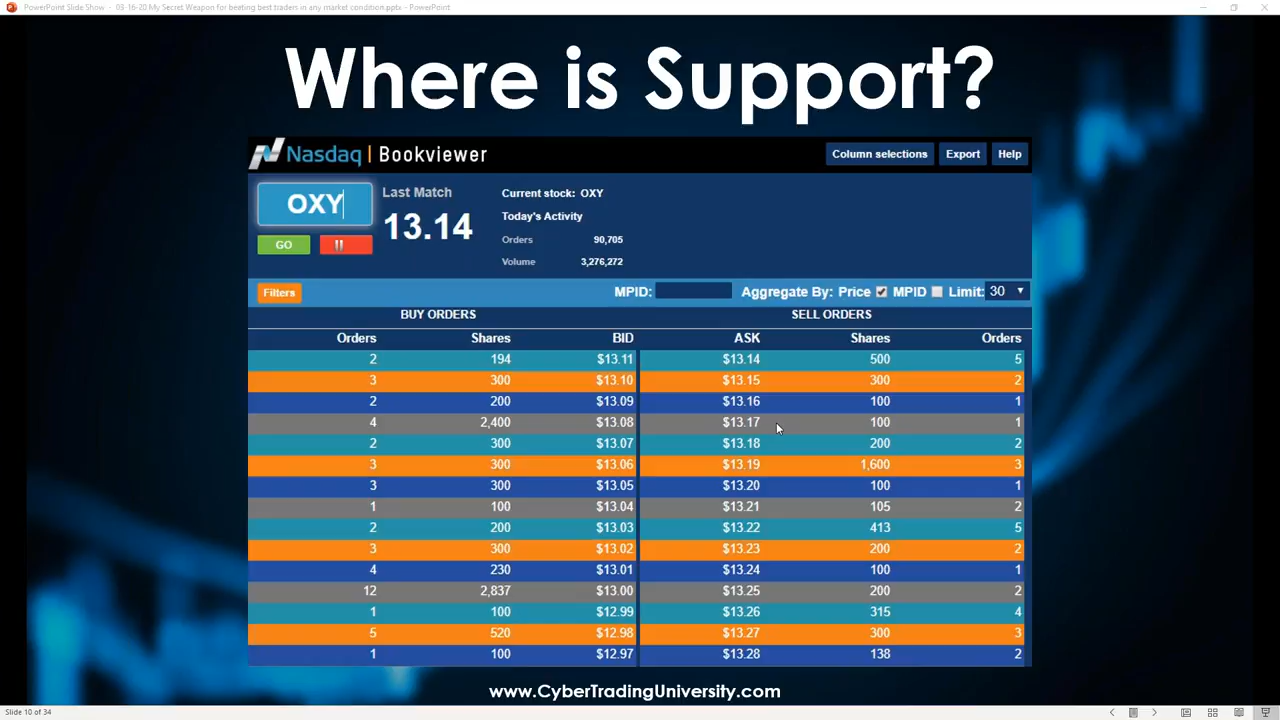 PowerPoint Slide Show - 03-16-20 My Secret Weapon for beating best traders in any market condition.pptx - PowerPoint
Where is Support?
Nasdaq | Bookviewer
Column selections Export Help
OXY
Last Match
13.14
GO
Current stock: OXY
Today's Activity
Orders 90,705
Volume 3,276,272
Filters MPID: Aggregate By: Price MPID Limit: 30
BUY ORDERS SELL ORDERS
Orders Shares BID ASK Shares Orders
2 194 $13.11 $13.14 500 5
3 300 $13.10 $13.15 300 2
2 200 $13.09 $13.16 100 1
4 2,400 $13.08 $13.17 100 1
2 300 $13.07 $13.18 200 2
3 300 $13.06 $13.19 1,600 3
3 300 $13.05 $13.20 100 1
1 100 $13.04 $13.21 105 2
2 200 $13.03 $13.22 413 5
3 300 $13.02 $13.23 200 2
4 230 $13.01 $13.24 100 1
12 2,837 $13.00 $13.25 200 2
1 100 $12.99 $13.26 315 4
5 520 $12.98 $13.27 300 3
1 100 $12.97 $13.28 138 2
www.CyberTradingUniversity.com
Slide 10 of 34